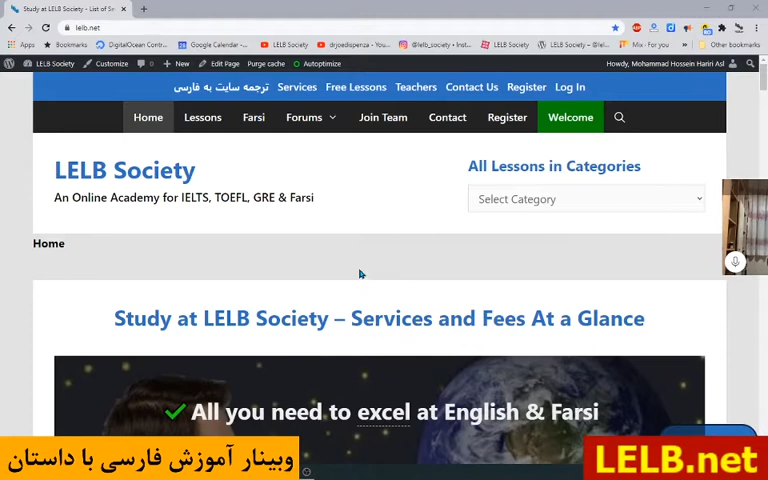 Study at LELB Society - List of Se
lelb.net
Apps Bookmarks DigitalOcean Contr... Google Calendar -... LELB Society drjoedispenza - You... @lelb_society • Inst... LELB Society LELB Society – @lel... Mix - For you Other bookmarks
LELB Society Customize 0 New Edit Page Purge cache Autoptimize Howdy, Mohammad Hossein Hariri Asl
ترجمه سایت به فارسی Services Free Lessons Teachers Contact Us Register Log In
Home Lessons Farsi Forums Join Team Contact Register Welcome
LELB Society
An Online Academy for IELTS, TOEFL, GRE & Farsi
All Lessons in Categories
Select Category
Home
Study at LELB Society – Services and Fees At a Glance
All you need to excel at English & Farsi
وبینار آموزش فارسی با داستان
LELB.net